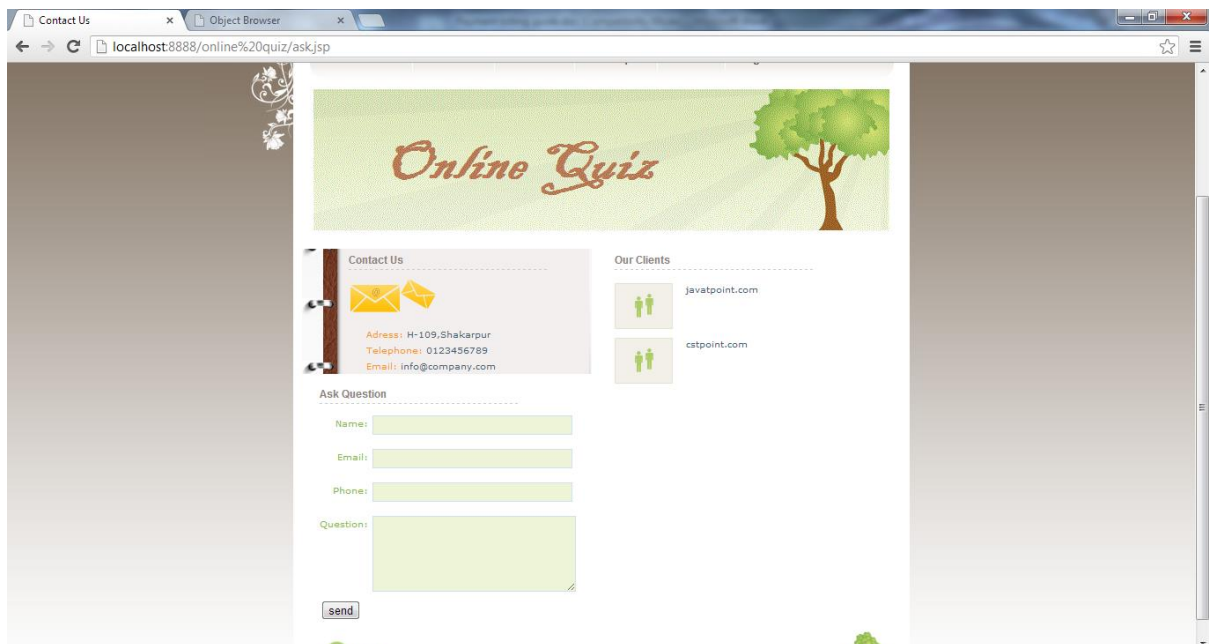 Contact Us
Object Browser
localhost:8888/online%20quiz/ask.jsp
Online Quiz
Contact Us
Adress: H-109,Shakarpur
Telephone: 0123456789
Email: info@company.com
Our Clients
javatpoint.com
cstpoint.com
Ask Question
Name:
Email:
Phone:
Question:
send